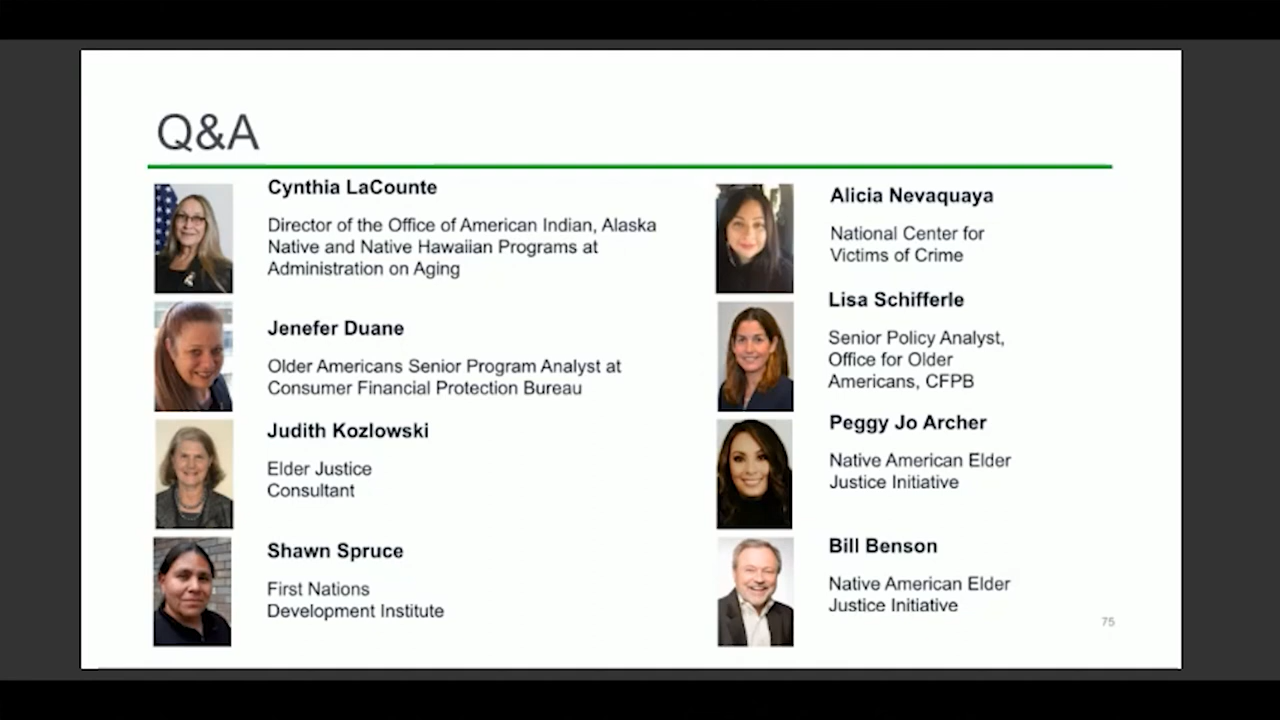 Q&A
Cynthia LaCounte
Director of the Office of American Indian, Alaska
Native and Native Hawaiian Programs at
Administration on Aging
Jenefer Duane
Older Americans Senior Program Analyst at
Consumer Financial Protection Bureau
Judith Kozlowski
Elder Justice
Consultant
Shawn Spruce
First Nations
Development Institute
Alicia Nevaquaya
National Center for
Victims of Crime
Lisa Schifferle
Senior Policy Analyst,
Office for Older
Americans, CFPB
Peggy Jo Archer
Native American Elder
Justice Initiative
Bill Benson
Native American Elder
Justice Initiative
75